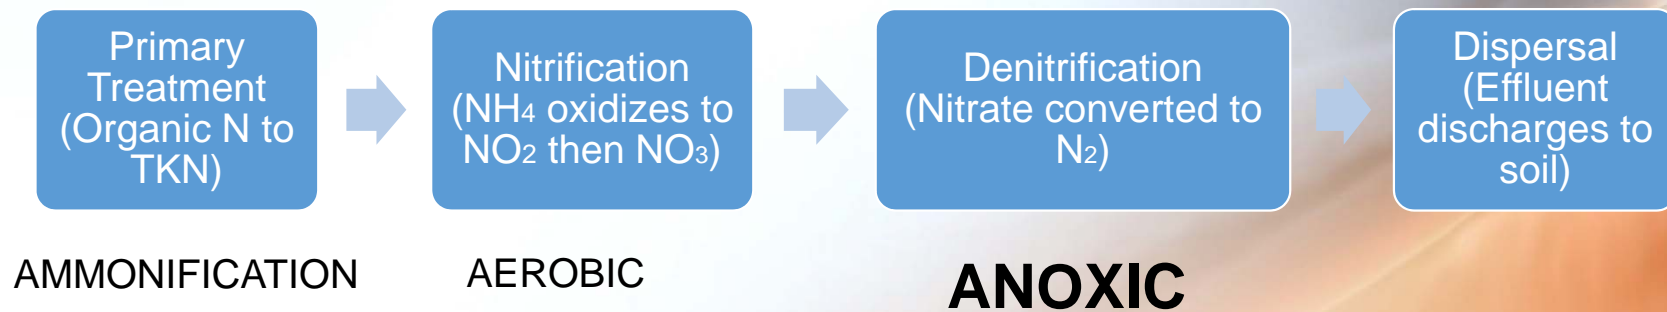 Primary
Treatment
(Organic N to
TKN)
Nitrification
(NH4 oxidizes to
NO2 then NO3)
Denitrification
(Nitrate converted to
N2)
Dispersal
(Effluent
discharges to
soil)
AMMONIFICATION
AEROBIC
ANOXIC